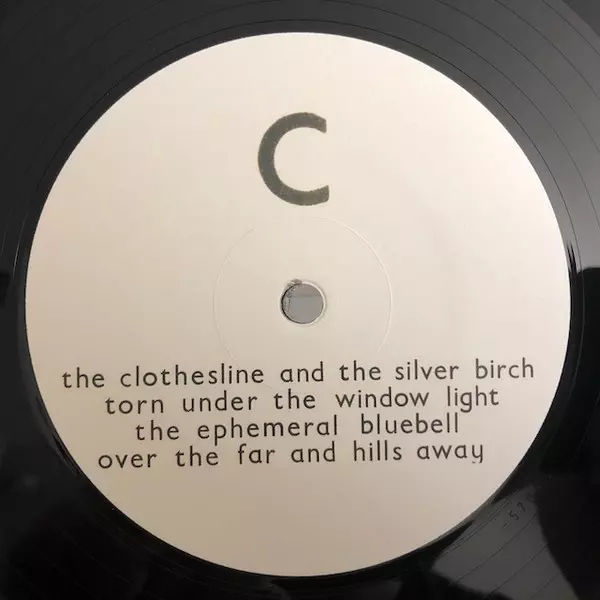 C
the clothesline and the silver birch
torn under the window light
the ephemeral bluebell
over the far and hills away